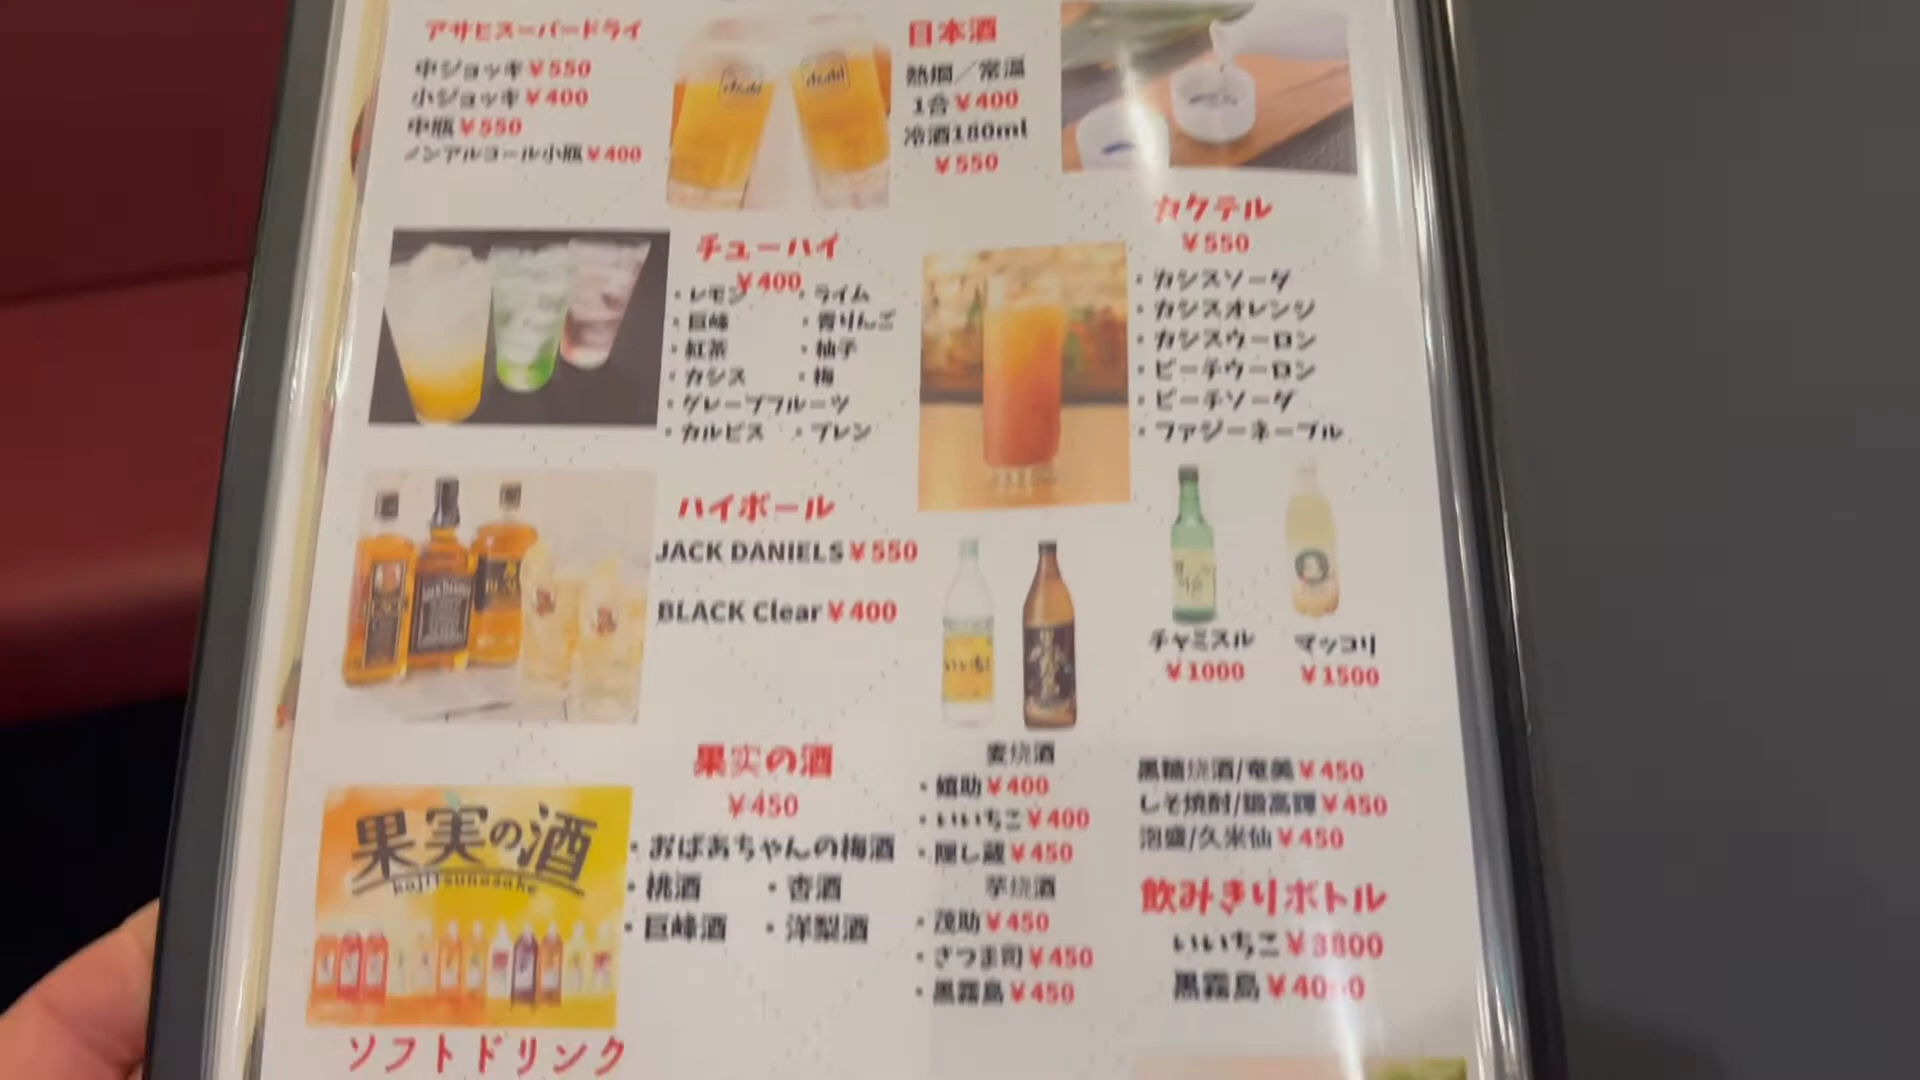 アサヒスーパードライ
中ジョッキ¥550
小ジョッキ¥400
中瓶¥550
ノンアルコール小瓶¥400
Asahi
Asahi
日本酒
熱燗／常温
1合¥400
冷酒180ml
¥550
チューハイ
¥400
・レモン ・ライム
・巨峰 ・青りんご
・紅茶 ・柚子
・カシス ・梅
・グレープフルーツ
・カルピス ・プレン
カクテル
¥550
・カシスソーダ
・カシスオレンジ
・カシスウーロン
・ピーチウーロン
・ピーチソーダ
・ファジーネーブル
ハイボール
JACK DANIELS¥550
BLACK Clear¥400
いいちこ
チャミスル
¥1000
マッコリ
¥1500
果実の酒
kajitsunosake
果実の酒
¥450
・おばあちゃんの梅酒
・桃酒 ・杏酒
・巨峰酒 ・洋梨酒
麦焼酒
・嬉助¥400
・いいちこ¥400
・隠し蔵¥450
芋焼酒
・茂助¥450
・さつま司¥450
・黒霧島¥450
黒糖焼酒/奄美¥450
しそ焼酎/鍛高譚¥450
泡盛/久米仙¥450
飲みきりボトル
いいちこ¥3800
黒霧島¥4000
ソフトドリンク